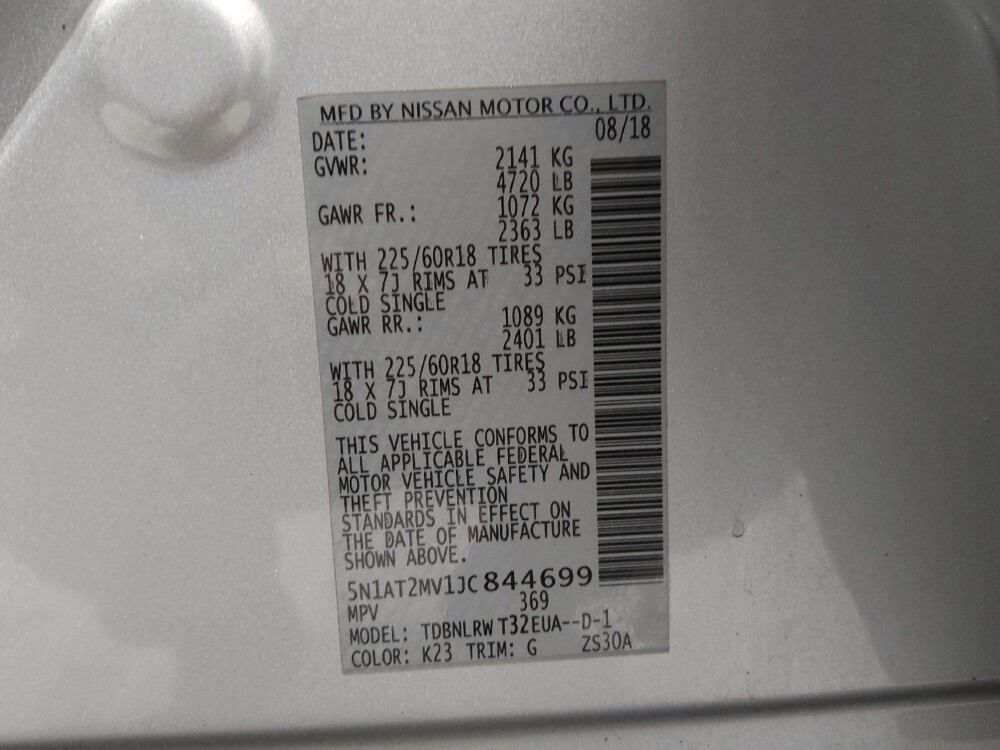 MFD BY NISSAN MOTOR CO., LTD.
DATE: 08/18
GVWR: 2141 KG
4720 LB
GAWR FR.: 1072 KG
2363 LB
WITH 225/60R18 TIRES
18 X 7J RIMS AT 33 PSI
COLD SINGLE
GAWR RR.: 1089 KG
2401 LB
WITH 225/60R18 TIRES
18 X 7J RIMS AT 33 PSI
COLD SINGLE
THIS VEHICLE CONFORMS TO
ALL APPLICABLE FEDERAL
MOTOR VEHICLE SAFETY AND
THEFT PREVENTION
STANDARDS IN EFFECT ON
THE DATE OF MANUFACTURE
SHOWN ABOVE.
5N1AT2MV1JC844699
MPV 369
MODEL: TDBNLRW T32EUA--D-1
COLOR: K23 TRIM: G ZS30A